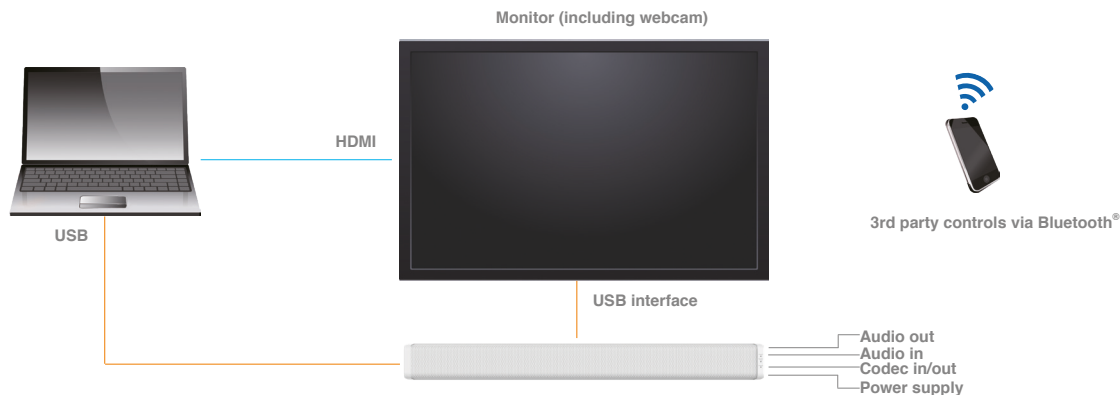 Monitor (including webcam)
HDMI
USB
3rd party controls via Bluetooth®
USB interface
Audio out
Audio in
Codec in/out
Power supply